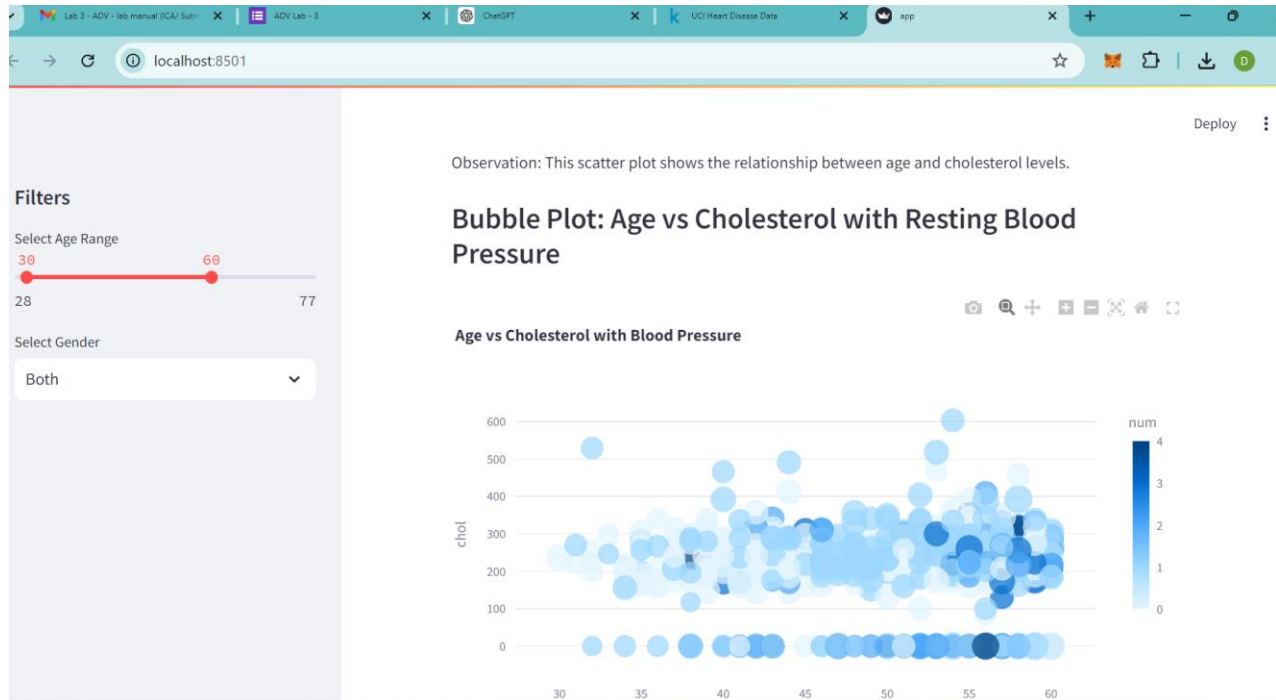 Lab 3 - ADV - lab manual (ICA/ Subm
ADV Lab - 3
ChatGPT
k UCI Heart Disease Data
app
localhost:8501
D
Deploy
Filters
Select Age Range
30 60
28 77
Select Gender
Both
Observation: This scatter plot shows the relationship between age and cholesterol levels.
Bubble Plot: Age vs Cholesterol with Resting Blood
Pressure
Age vs Cholesterol with Blood Pressure
600
500
400
300
200
100
0
chol
30 35 40 45 50 55 60
num
4
3
2
1
0